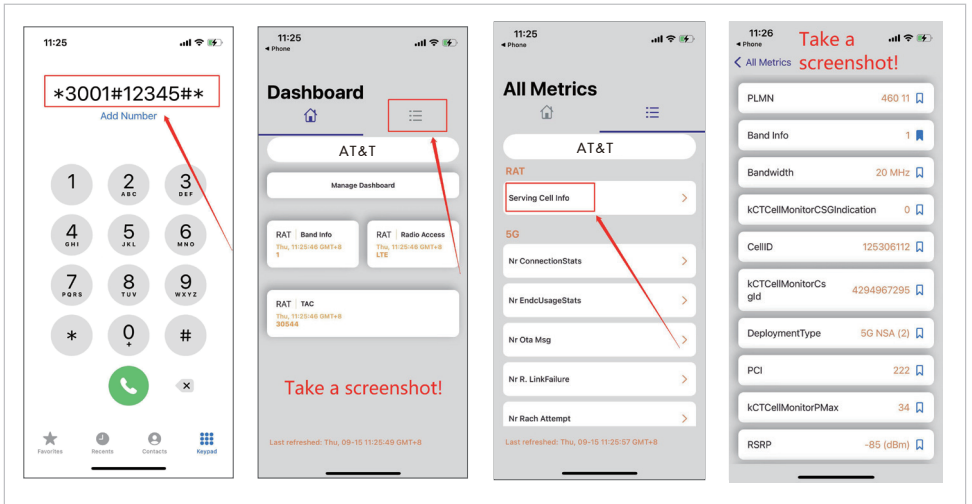 11:25
*3001#12345#*
Add Number
1
2
ABC
3
DEF
4
GHI
5
JKL
6
MNO
7
PQRS
8
TUV
9
WXYZ
*
0
+
#
Favorites
Recents
Contacts
Keypad
11:25
Phone
Dashboard
AT&T
Manage Dashboard
RAT Band Info
Thu, 11:25:46 GMT+8
1
RAT Radio Access
Thu, 11:25:48 GMT+8
LTE
RAT TAC
Thu, 11:25:48 GMT+8
30544
Take a screenshot!
Last refreshed: Thu, 09-15 11:25:49 GMT+8
11:25
Phone
All Metrics
AT&T
RAT
Serving Cell Info
5G
Nr ConnectionStats
Nr EndcUsageStats
Nr Ota Msg
Nr R. LinkFailure
Nr Rach Attempt
Last refreshed: Thu, 09-15 11:25:57 GMT+8
11:26
Phone
All Metrics
Take a
screenshot!
PLMN 460 11
Band Info 1
Bandwidth 20 MHz
kCTCellMonitorCSGIndication 0
CellID 125306112
kCTCellMonitorCs
gId 4294967295
DeploymentType 5G NSA (2)
PCI 222
kCTCellMonitorPMax 34
RSRP -85 (dBm)